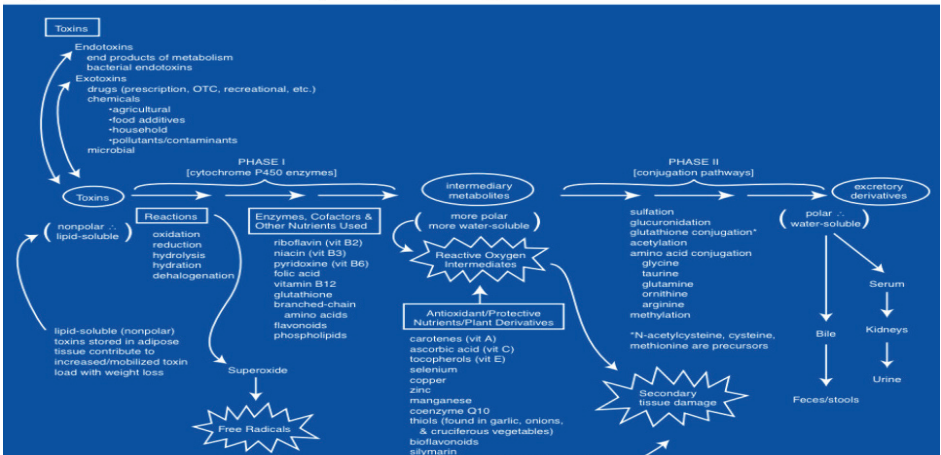 Toxins
Endotoxins
end products of metabolism
bacterial endotoxins
Exotoxins
drugs (prescription, OTC, recreational, etc.)
chemicals
•agricultural
•food additives
•household
•pollutants/contaminants
microbial
PHASE I
[cytochrome P450 enzymes]
PHASE II
[conjugation pathways]
Toxins
intermediary
metabolites
excretory
derivatives
(nonpolar ∴
lipid-soluble)
Reactions
oxidation
reduction
hydrolysis
hydration
dehalogenation
Enzymes, Cofactors &
Other Nutrients Used
riboflavin (vit B2)
niacin (vit B3)
pyridoxine (vit B6)
folic acid
vitamin B12
glutathione
branched-chain
amino acids
flavonoids
phospholipids
(more polar
more water-soluble)
Reactive Oxygen
Intermediates
Antioxidant/Protective
Nutrients/Plant Derivatives
carotenes (vit A)
ascorbic acid (vit C)
tocopherols (vit E)
selenium
copper
zinc
manganese
coenzyme Q10
thiols (found in garlic, onions,
& cruciferous vegetables)
bioflavonoids
silymarin
sulfation
glucuronidation
glutathione conjugation*
acetylation
amino acid conjugation
glycine
taurine
glutamine
ornithine
arginine
methylation
*N-acetylcysteine, cysteine,
methionine are precursors
(polar ∴
water-soluble)
Serum
Bile
Kidneys
Urine
Feces/stools
lipid-soluble (nonpolar)
toxins stored in adipose
tissue contribute to
increased/mobilized toxin
load with weight loss
Superoxide
Free Radicals
Secondary
tissue damage